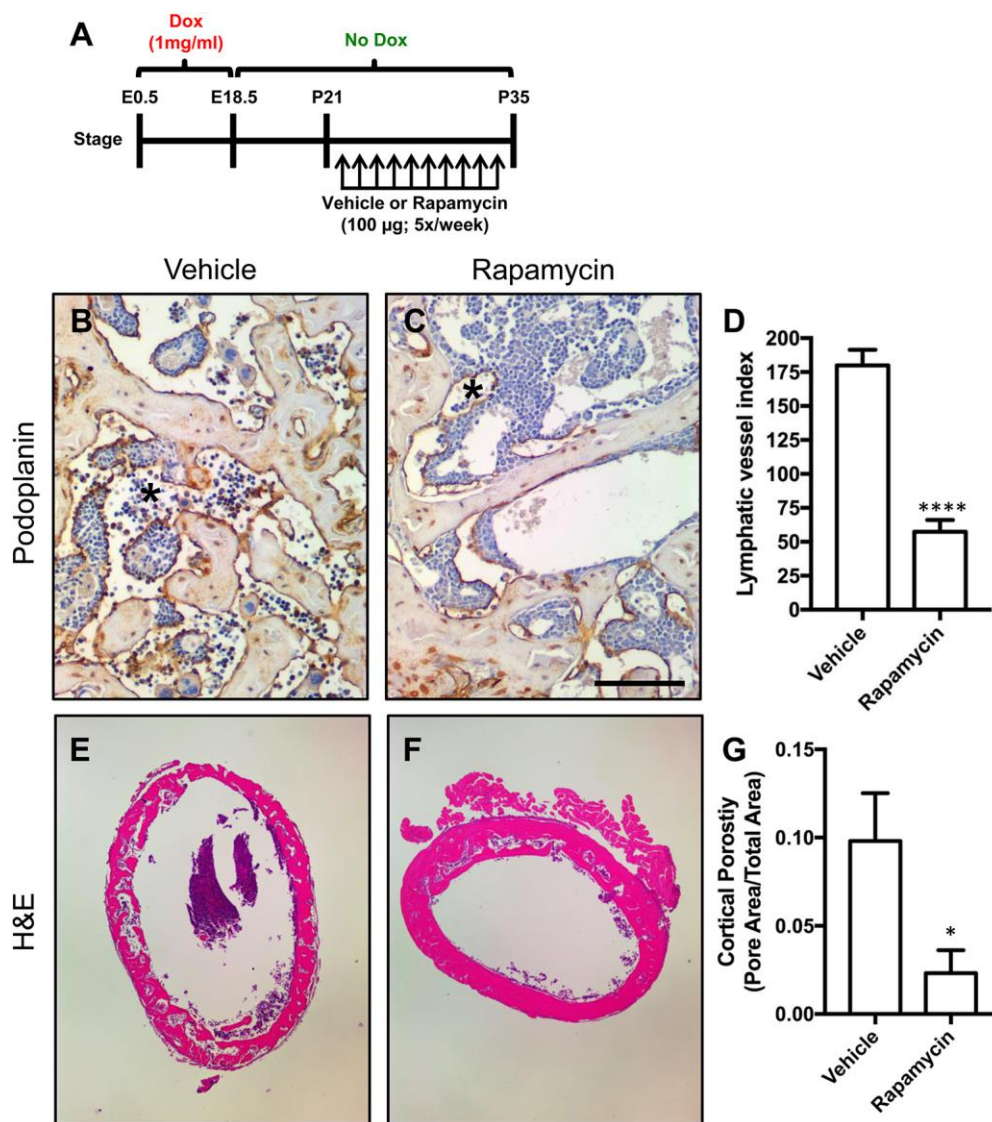 A
Dox
(1mg/ml)
No Dox
E0.5 E18.5 P21 P35
Stage
Vehicle or Rapamycin
(100 µg; 5x/week)
Vehicle Rapamycin
Podoplanin
B
*
C
*
D
Lymphatic vessel index
200
175
150
125
100
75
50
25
0
****
Vehicle
Rapamycin
H&E
E
F
G
Cortical Porostiy
(Pore Area/Total Area)
0.15
0.10
0.05
0.00
*
Vehicle
Rapamycin